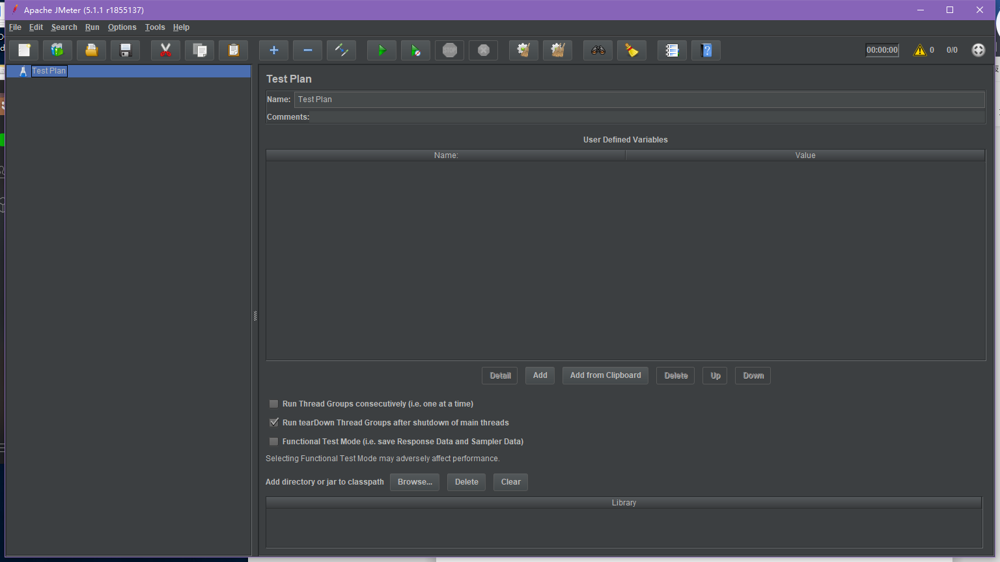 Apache JMeter (5.1.1 r1855137)
File Edit Search Run Options Tools Help
STOP
00:00:00 0 0/0
Test Plan
Test Plan
Name: Test Plan
Comments:
User Defined Variables
Name: Value
Detail Add Add from Clipboard Delete Up Down
Run Thread Groups consecutively (i.e. one at a time)
Run tearDown Thread Groups after shutdown of main threads
Functional Test Mode (i.e. save Response Data and Sampler Data)
Selecting Functional Test Mode may adversely affect performance.
Add directory or jar to classpath Browse... Delete Clear
Library